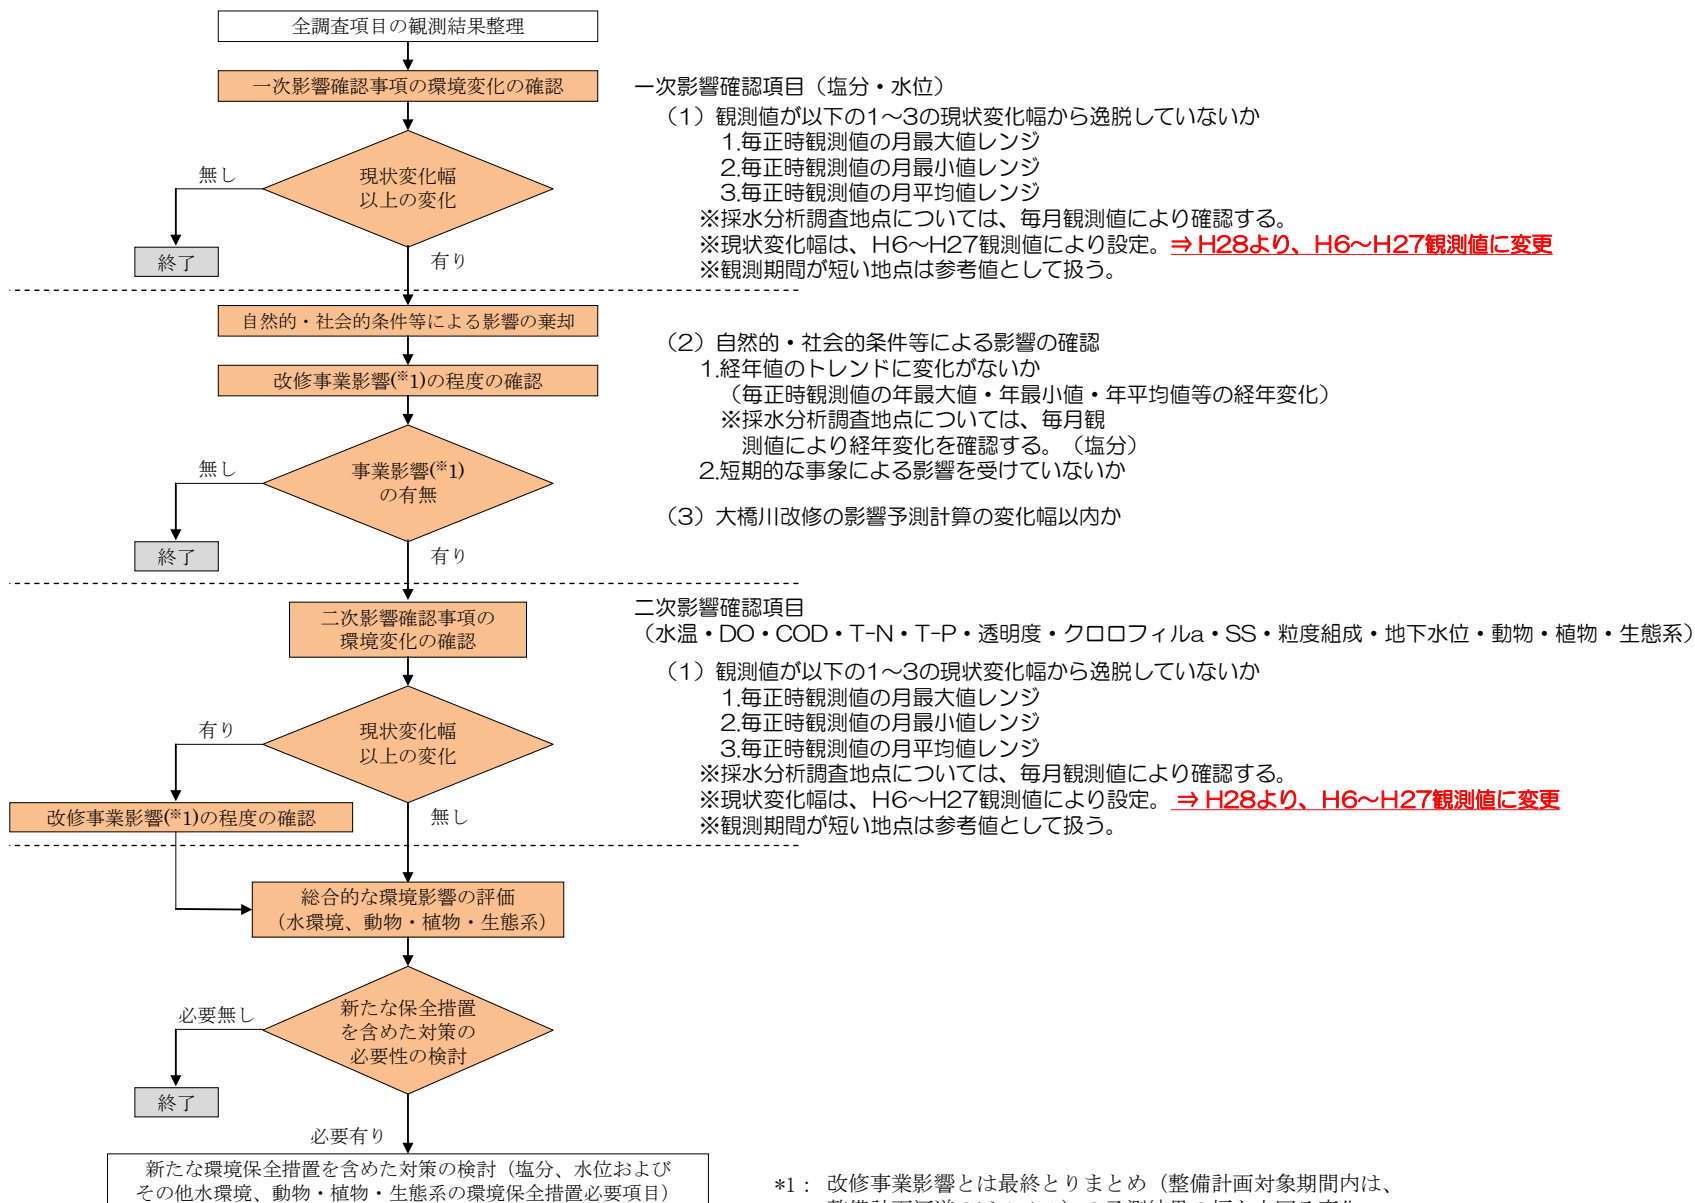 全調査項目の観測結果整理
一次影響確認事項の環境変化の確認
現状変化幅
以上の変化
無し
終了
有り
一次影響確認項目（塩分・水位）
（1）観測値が以下の1～3の現状変化幅から逸脱していないか
1.毎正時観測値の月最大値レンジ
2.毎正時観測値の月最小値レンジ
3.毎正時観測値の月平均値レンジ
※採水分析調査地点については、毎月観測値により確認する。
※現状変化幅は、H6～H27観測値により設定。⇒ H28より、H6～H27観測値に変更
※観測期間が短い地点は参考値として扱う。
自然的・社会的条件等による影響の棄却
改修事業影響(※1)の程度の確認
事業影響(※1)
の有無
無し
終了
有り
（2）自然的・社会的条件等による影響の確認
1.経年値のトレンドに変化がないか
（毎正時観測値の年最大値・年最小値・年平均値等の経年変化）
※採水分析調査地点については、毎月観
測値により経年変化を確認する。（塩分）
2.短期的な事象による影響を受けていないか
（3）大橋川改修の影響予測計算の変化幅以内か
二次影響確認事項の
環境変化の確認
現状変化幅
以上の変化
有り
改修事業影響(※1)の程度の確認
無し
二次影響確認項目
（水温・DO・COD・T-N・T-P・透明度・クロロフィルa・SS・粒度組成・地下水位・動物・植物・生態系）
（1）観測値が以下の1～3の現状変化幅から逸脱していないか
1.毎正時観測値の月最大値レンジ
2.毎正時観測値の月最小値レンジ
3.毎正時観測値の月平均値レンジ
※採水分析調査地点については、毎月観測値により確認する。
※現状変化幅は、H6～H27観測値により設定。⇒ H28より、H6～H27観測値に変更
※観測期間が短い地点は参考値として扱う。
総合的な環境影響の評価
（水環境、動物・植物・生態系）
新たな保全措置
を含めた対策の
必要性の検討
必要無し
終了
必要有り
新たな環境保全措置を含めた対策の検討（塩分、水位および
その他水環境、動物・植物・生態系の環境保全措置必要項目）
*1： 改修事業影響とは最終とりまとめ（整備計画対象期間内は、